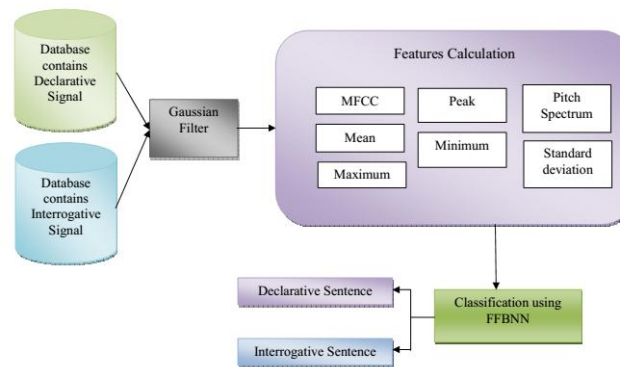 Database
contains
Declarative
Signal
Database
contains
Interrogative
Signal
Gaussian
Filter
Features Calculation
MFCC
Mean
Maximum
Peak
Minimum
Pitch
Spectrum
Standard
deviation
Declarative Sentence
Interrogative Sentence
Classification using
FFBNN